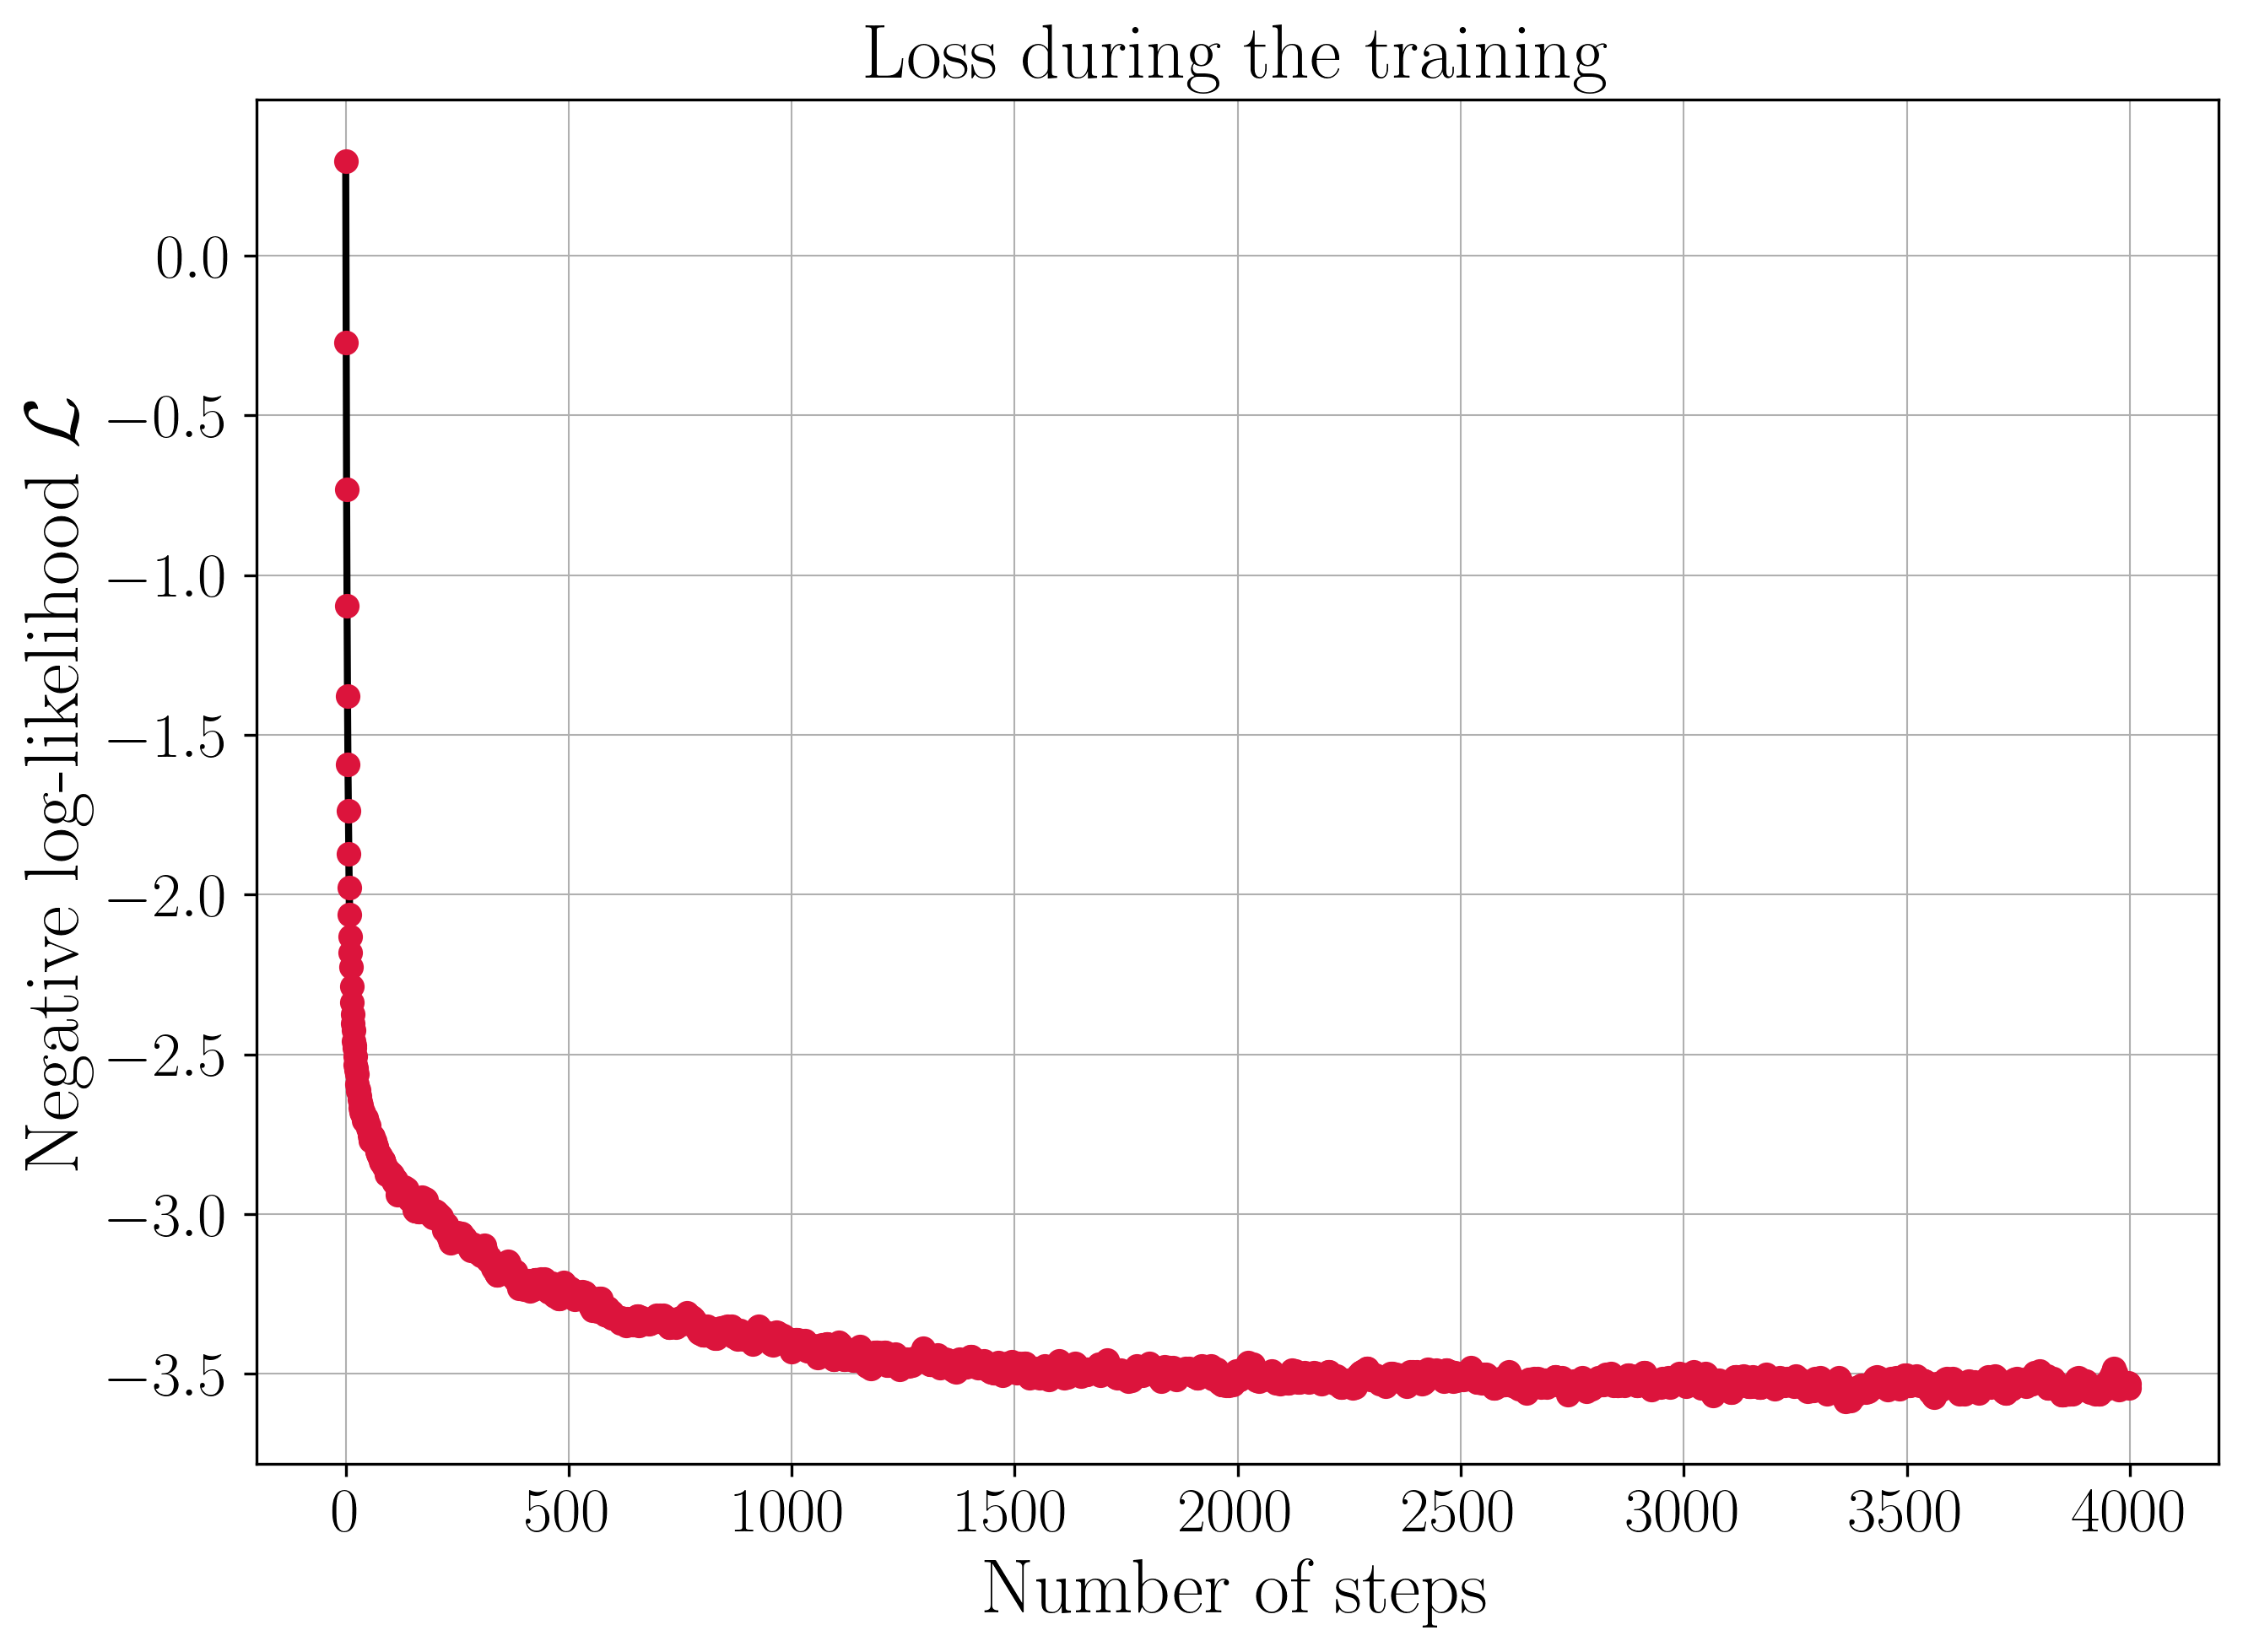 Loss during the training
Negative log-likelihood ℒ
0.0
−0.5
−1.0
−1.5
−2.0
−2.5
−3.0
−3.5
0 500 1000 1500 2000 2500 3000 3500 4000
Number of steps